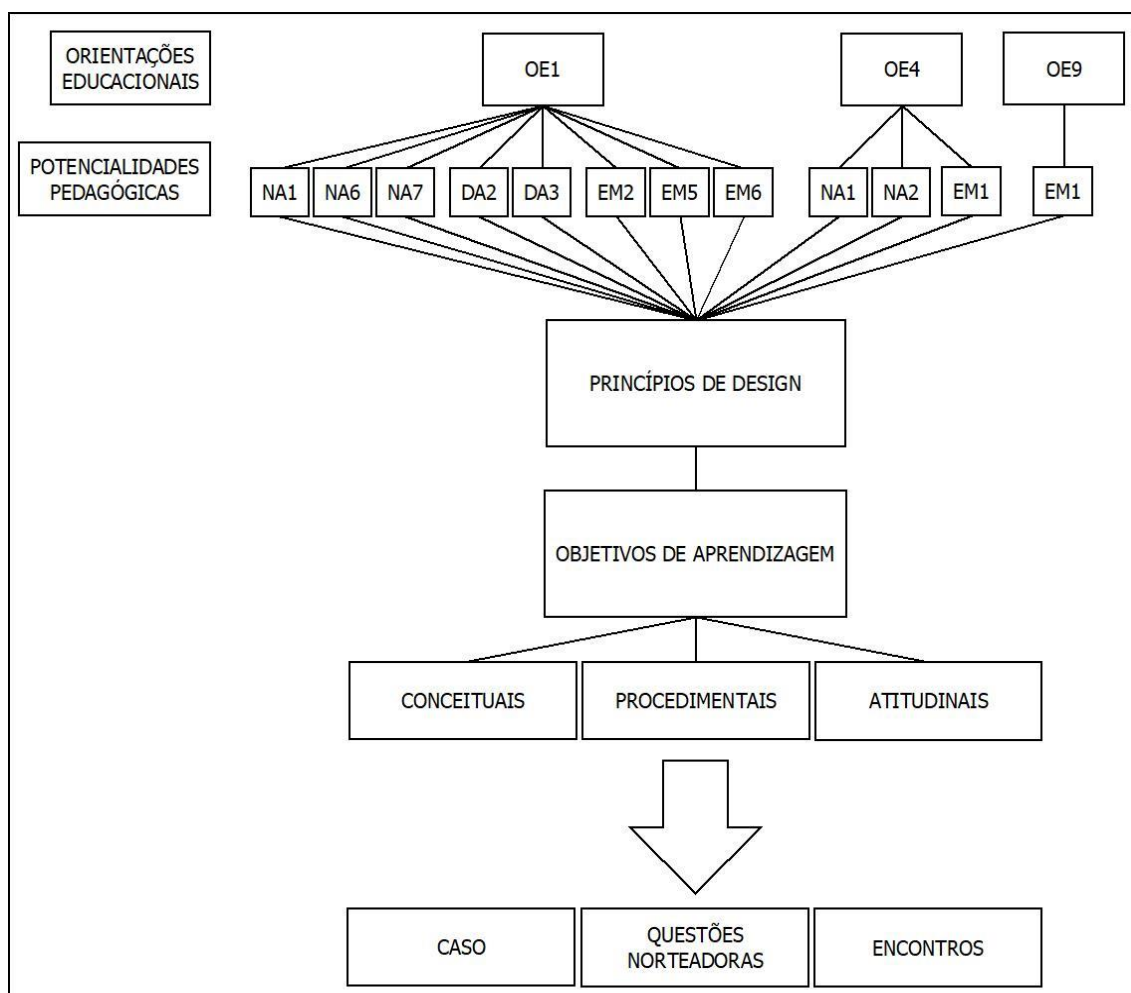 ORIENTAÇÕES
EDUCACIONAIS
OE1
OE4
OE9
POTENCIALIDADES
PEDAGÓGICAS
NA1
NA6
NA7
DA2
DA3
EM2
EM5
EM6
NA1
NA2
EM1
EM1
PRINCÍPIOS DE DESIGN
OBJETIVOS DE APRENDIZAGEM
CONCEITUAIS
PROCEDIMENTAIS
ATITUDINAIS
CASO
QUESTÕES
NORTEADORAS
ENCONTROS